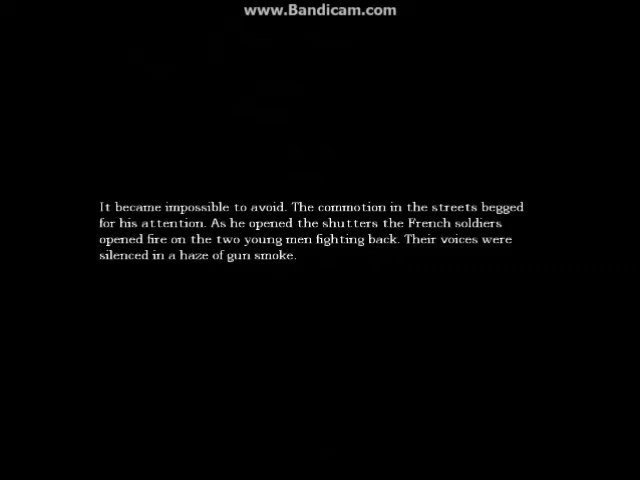 www.Bandicam.com
It became impossible to avoid. The commotion in the streets begged
for his attention. As he opened the shutters the French soldiers
opened fire on the two young men fighting back. Their voices were
silenced in a haze of gun smoke.